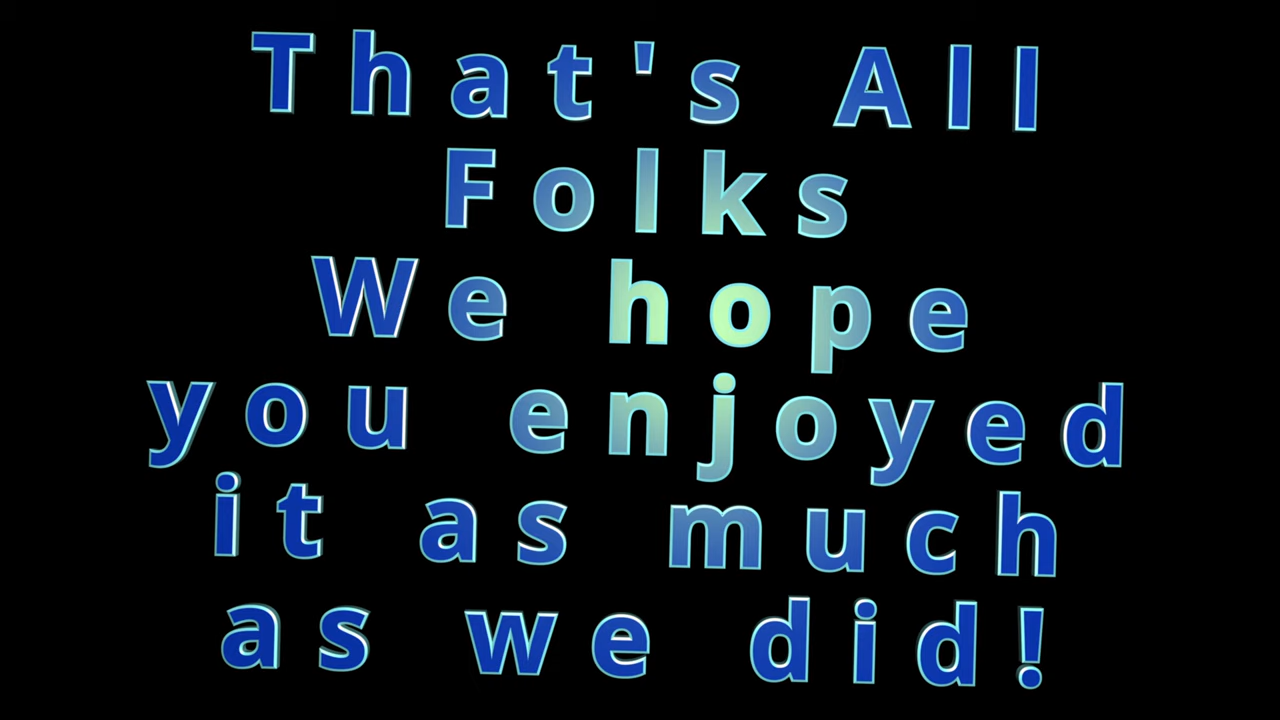 That's All
Folks
We hope
you enjoyed
it as much
as we did!